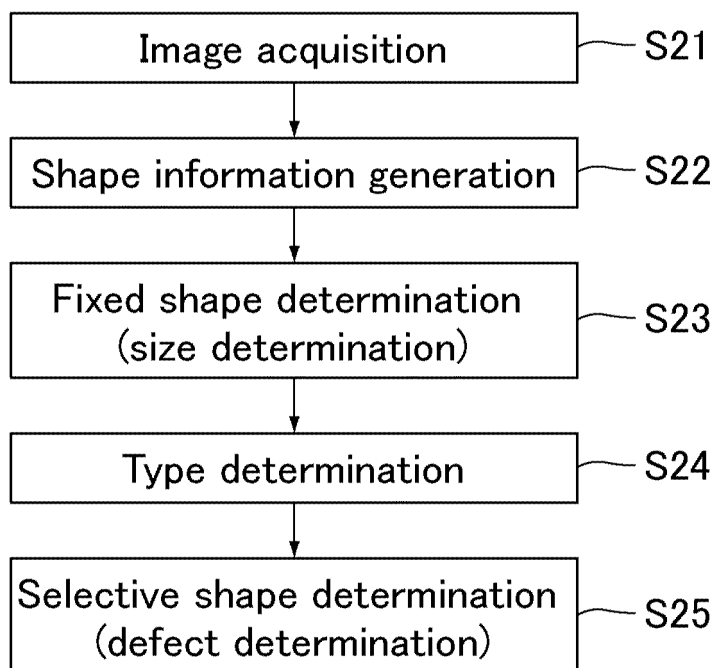 Image acquisition
S21
Shape information generation
S22
Fixed shape determination
(size determination)
S23
Type determination
S24
Selective shape determination
(defect determination)
S25